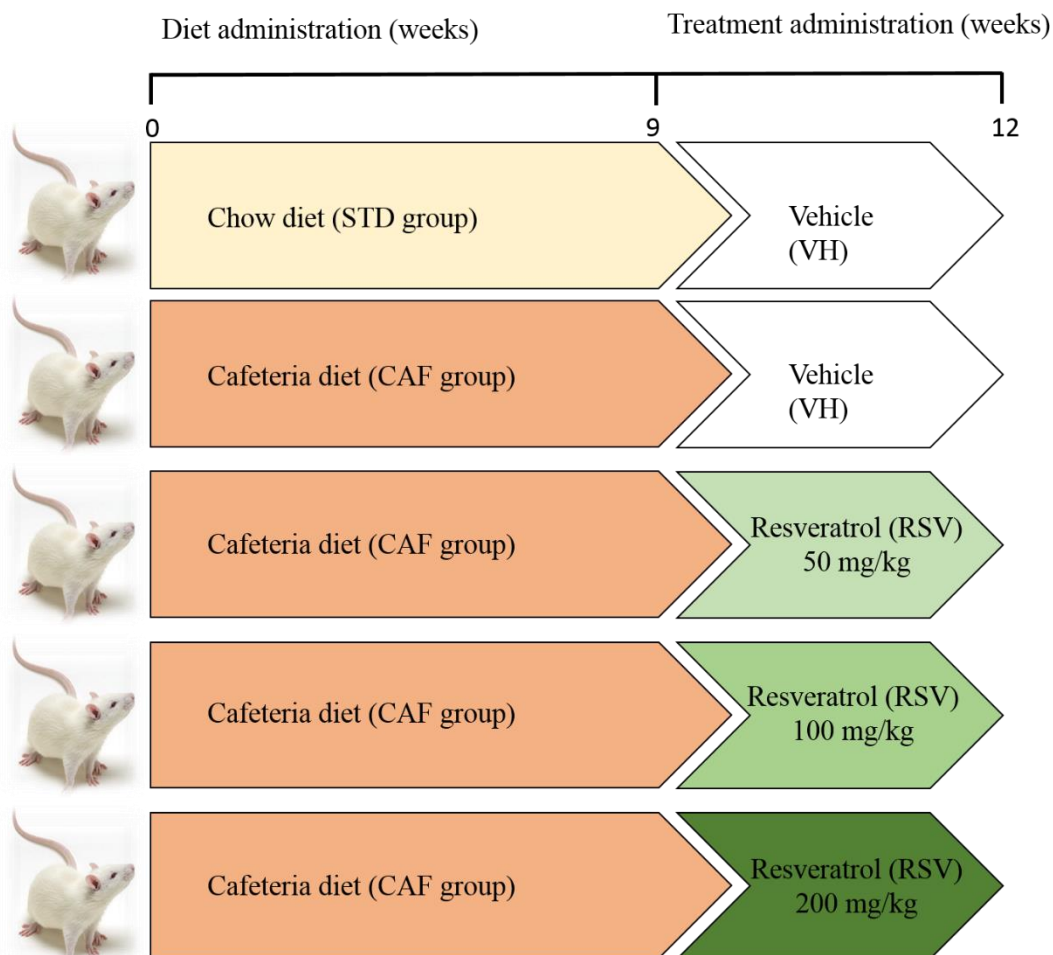 Diet administration (weeks)
Treatment administration (weeks)
0
9
12
Chow diet (STD group)
Vehicle
(VH)
Cafeteria diet (CAF group)
Vehicle
(VH)
Cafeteria diet (CAF group)
Resveratrol (RSV)
50 mg/kg
Cafeteria diet (CAF group)
Resveratrol (RSV)
100 mg/kg
Cafeteria diet (CAF group)
Resveratrol (RSV)
200 mg/kg